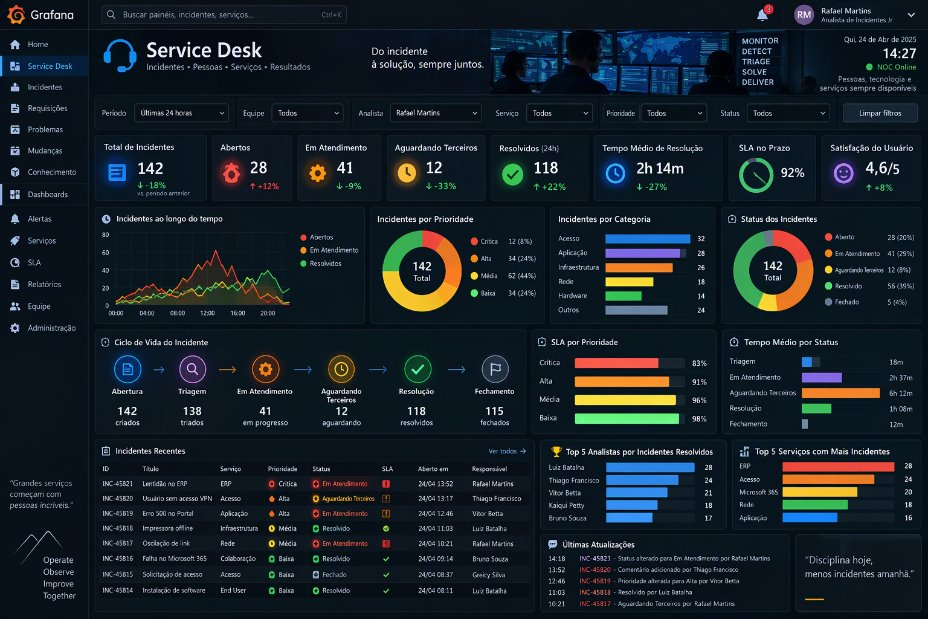 Grafana
Buscar painéis, incidentes, serviços...
Ctrl+K
3
RM
Rafael Martins
Analista de Incidentes Jr
Home
Service Desk
Incidentes
Requisições
Problemas
Mudanças
Conhecimento
Dashboards
Alertas
Serviços
SLA
Relatórios
Equipe
Administração
"Grandes serviços
começam com
pessoas incríveis."
Operate
Observe
Improve
Together
Service Desk
Incidentes • Pessoas • Serviços • Resultados
Do incidente
à solução, sempre juntos.
MONITOR
DETECT
TRIAGE
SOLVE
DELIVER
Qui, 24 de Abr de 2025
14:27
NOC Online
Pessoas, tecnologia e
serviços sempre disponíveis
Período
Últimas 24 horas
Equipe
Todos
Analista
Rafael Martins
Serviço
Todos
Prioridade
Todos
Status
Todos
Limpar filtros
Total de Incidentes
142
↓ -18%
vs. período anterior
Abertos
28
↑ +12%
Em Atendimento
41
↓ -9%
Aguardando Terceiros
12
↓ -33%
Resolvidos (24h)
118
↑ +22%
Tempo Médio de Resolução
2h 14m
↓ -27%
SLA no Prazo
92%
Satisfação do Usuário
4,6/5
↑ +8%
Incidentes ao longo do tempo
80
60
40
20
0
00:00 04:00 08:00 12:00 16:00 20:00
Abertos
Em Atendimento
Resolvidos
Incidentes por Prioridade
142
Total
Crítica 12 (8%)
Alta 34 (24%)
Média 62 (44%)
Baixa 34 (24%)
Incidentes por Categoria
Acesso 32
Aplicação 28
Infraestrutura 26
Rede 18
Hardware 14
Outros 24
Status dos Incidentes
142
Total
Aberto 28 (20%)
Em Atendimento 41 (29%)
Aguardando Terceiros 12 (8%)
Resolvido 56 (39%)
Fechado 5 (4%)
Ciclo de Vida do Incidente
Abertura
142
criados
Triagem
138
triados
Em Atendimento
41
em progresso
Aguardando
Terceiros
12
aguardando
Resolução
118
resolvidos
Fechamento
115
fechados
SLA por Prioridade
Crítica 83%
Alta 91%
Média 96%
Baixa 98%
Tempo Médio por Status
Triagem 18m
Em Atendimento 2h 37m
Aguardando Terceiros 6h 12m
Resolução 1h 08m
Fechamento 12m
Incidentes Recentes
Ver todos →
ID Título Serviço Prioridade Status SLA Aberto em Responsável
INC-45821 Lentidão no ERP ERP Crítica Em Atendimento 24/04 13:52 Rafael Martins
INC-45820 Usuário sem acesso VPN Acesso Alta Aguardando Terceiros 24/04 13:17 Thiago Francisco
INC-45819 Erro 500 no Portal Aplicação Alta Em Atendimento 24/04 12:46 Vitor Betta
INC-45818 Impressora offline Infraestrutura Média Resolvido 24/04 11:03 Luiz Batalha
INC-45817 Oscilação de link Rede Média Em Atendimento 24/04 10:21 Rafael Martins
INC-45816 Falha no Microsoft 365 Colaboração Baixa Resolvido 24/04 09:14 Bruno Souza
INC-45815 Solicitação de acesso Acesso Baixa Fechado 24/04 08:37 Greicy Silva
INC-45814 Instalação de software End User Baixa Resolvido 24/04 08:11 Luiz Batalha
Top 5 Analistas por Incidentes Resolvidos
Luiz Batalha 28
Thiago Francisco 24
Vitor Betta 21
Kaiqui Petty 18
Bruno Souza 17
Top 5 Serviços com Mais Incidentes
ERP 28
Acesso 24
Microsoft 365 20
Rede 18
Aplicação 16
Últimas Atualizações
14:18 INC-45821 - Status alterado para Em Atendimento por Rafael Martins
13:52 INC-45820 - Comentário adicionado por Thiago Francisco
12:46 INC-45819 - Prioridade alterada para Alta por Vitor Betta
11:03 INC-45818 - Resolvido por Luiz Batalha
10:21 INC-45817 - Aguardando Terceiros por Rafael Martins
"Disciplina hoje,
menos incidentes amanhã."